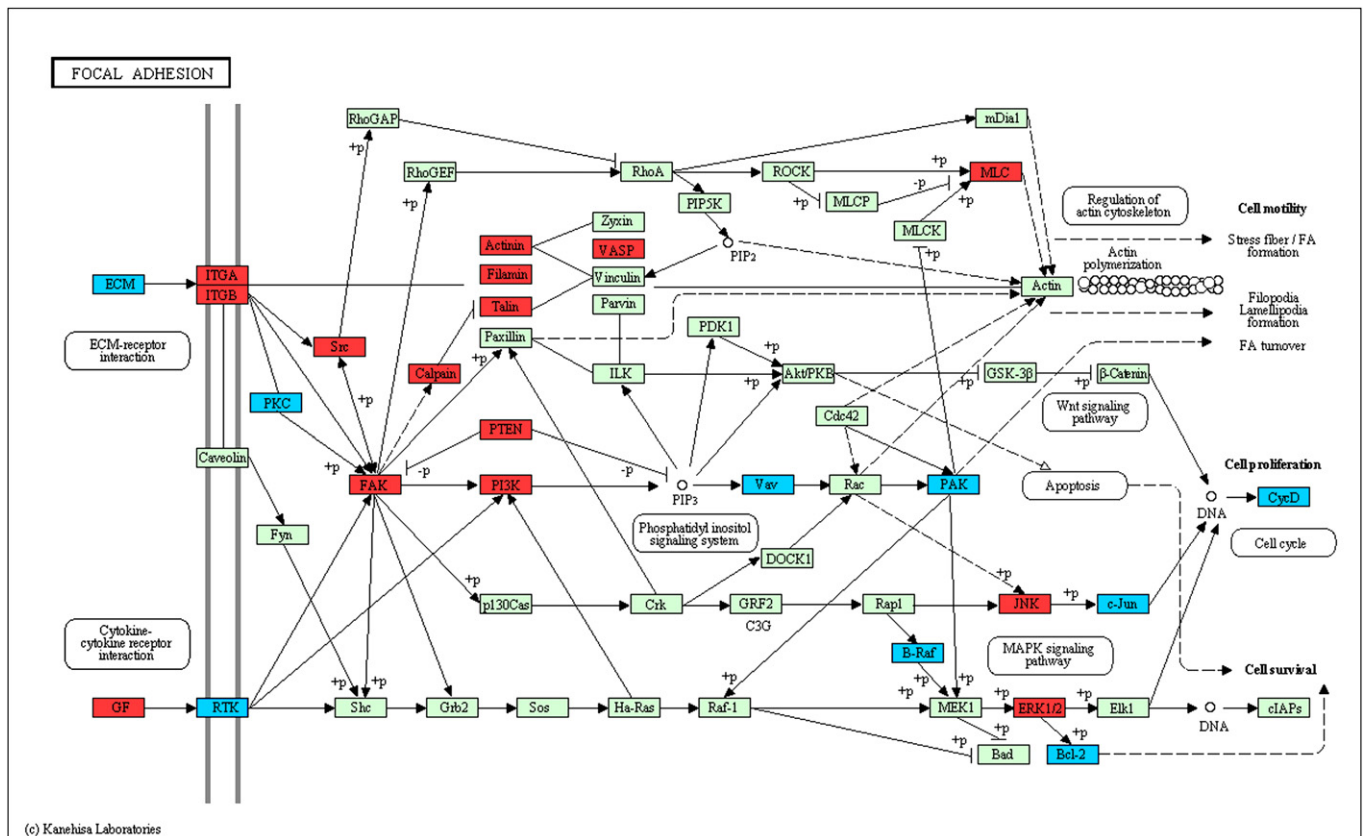 FOCAL ADHESION
RhoGAP
mDia1
+p
RhoGEF
RhoA
ROCK
+p
MLC
-p
+p
MLCP
+p
PIP5K
Regulation of
actin cytoskeleton
Cell motility
+p
Zyxin
MLCK
Actinin
VASP
PIP2
+p
Stress fiber / FA
formation
Actin
polymerization
ITGA
Filamin
Vinculin
ECM
ITGB
Actin
Talin
Parvin
Filopodia
Lamellipodia
formation
PDK1
Paxillin
ECM-receptor
interaction
Src
+p
+p
FA turnover
Calpain
ILK
+p
Akt/PKB
GSK-3β
+p
+p
β-Catenin
PKC
+p
Cdc42
Wnt signaling
pathway
PTEN
Caveolin
+p
-p
-p
Cell proliferation
FAK
PI3K
PIP3
Vav
Rac
PAK
Apoptosis
CycD
DNA
Fyn
Phosphatidyl inositol
signaling system
Cell cycle
DOCK1
+p
+p
p130Cas
Crk
GRF2
Rap1
JNK
+p
c-Jun
C3G
Cytokine-
cytokine receptor
interaction
B-Raf
MAPK signaling
pathway
+p
+p
+p
+p
+p
Cell survival
GF
RTK
Shc
Grb2
Sos
Ha-Ras
Raf-1
MEK1
+p
ERK1/2
+p
Elk1
cIAPs
DNA
+p
+p
+p
Bad
Bcl-2
(c) Kanehisa Laboratories